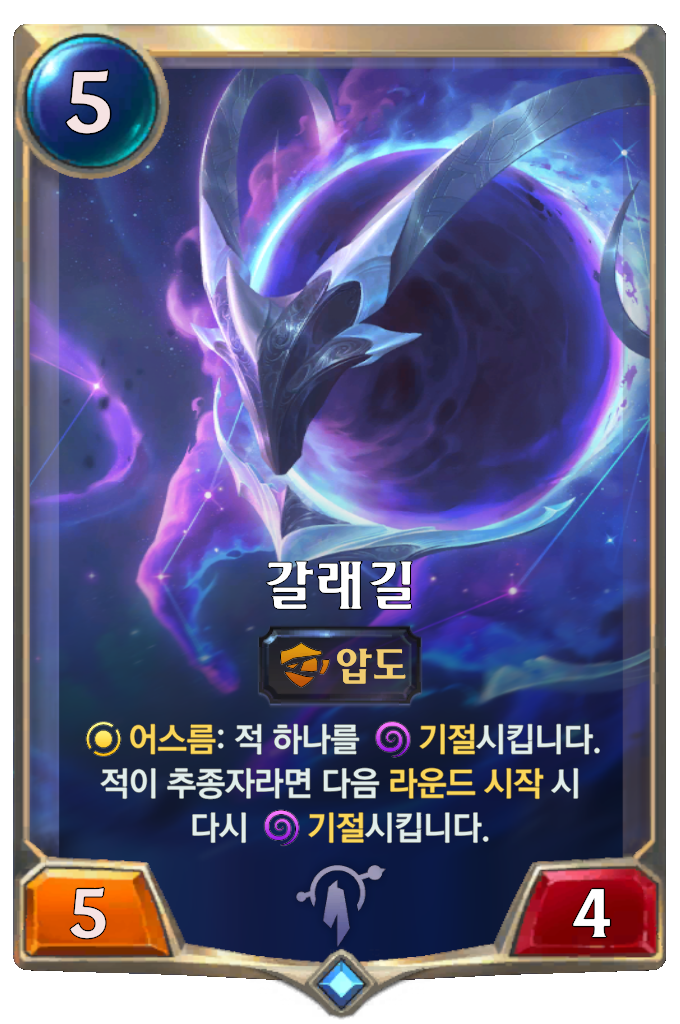 5
갈래길
압도
어스름: 적 하나를 기절시킵니다.
적이 추종자라면 다음 라운드 시작 시
다시 기절시킵니다.
5
4